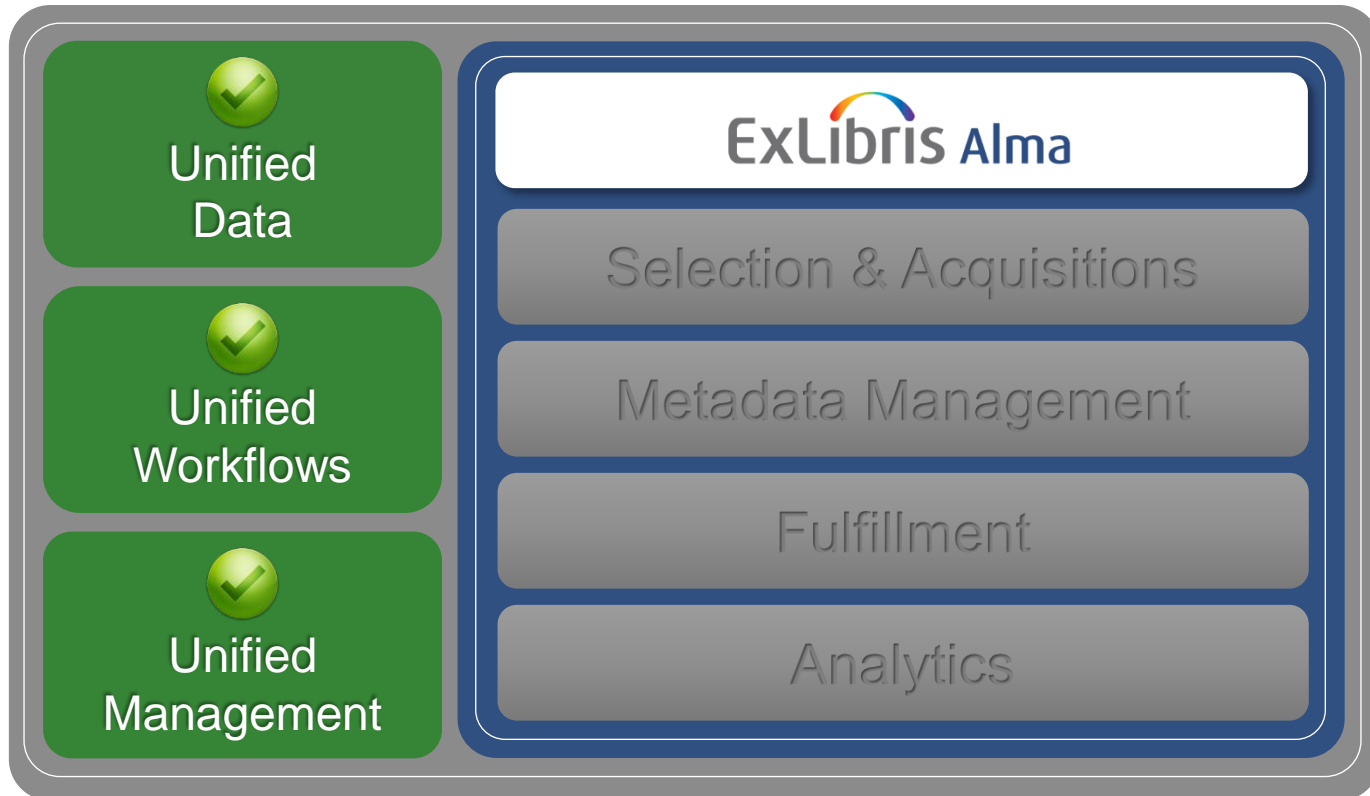 Unified
Data
Unified
Workflows
Unified
Management
ExLibris Alma
Selection & Acquisitions
Metadata Management
Fulfillment
Analytics